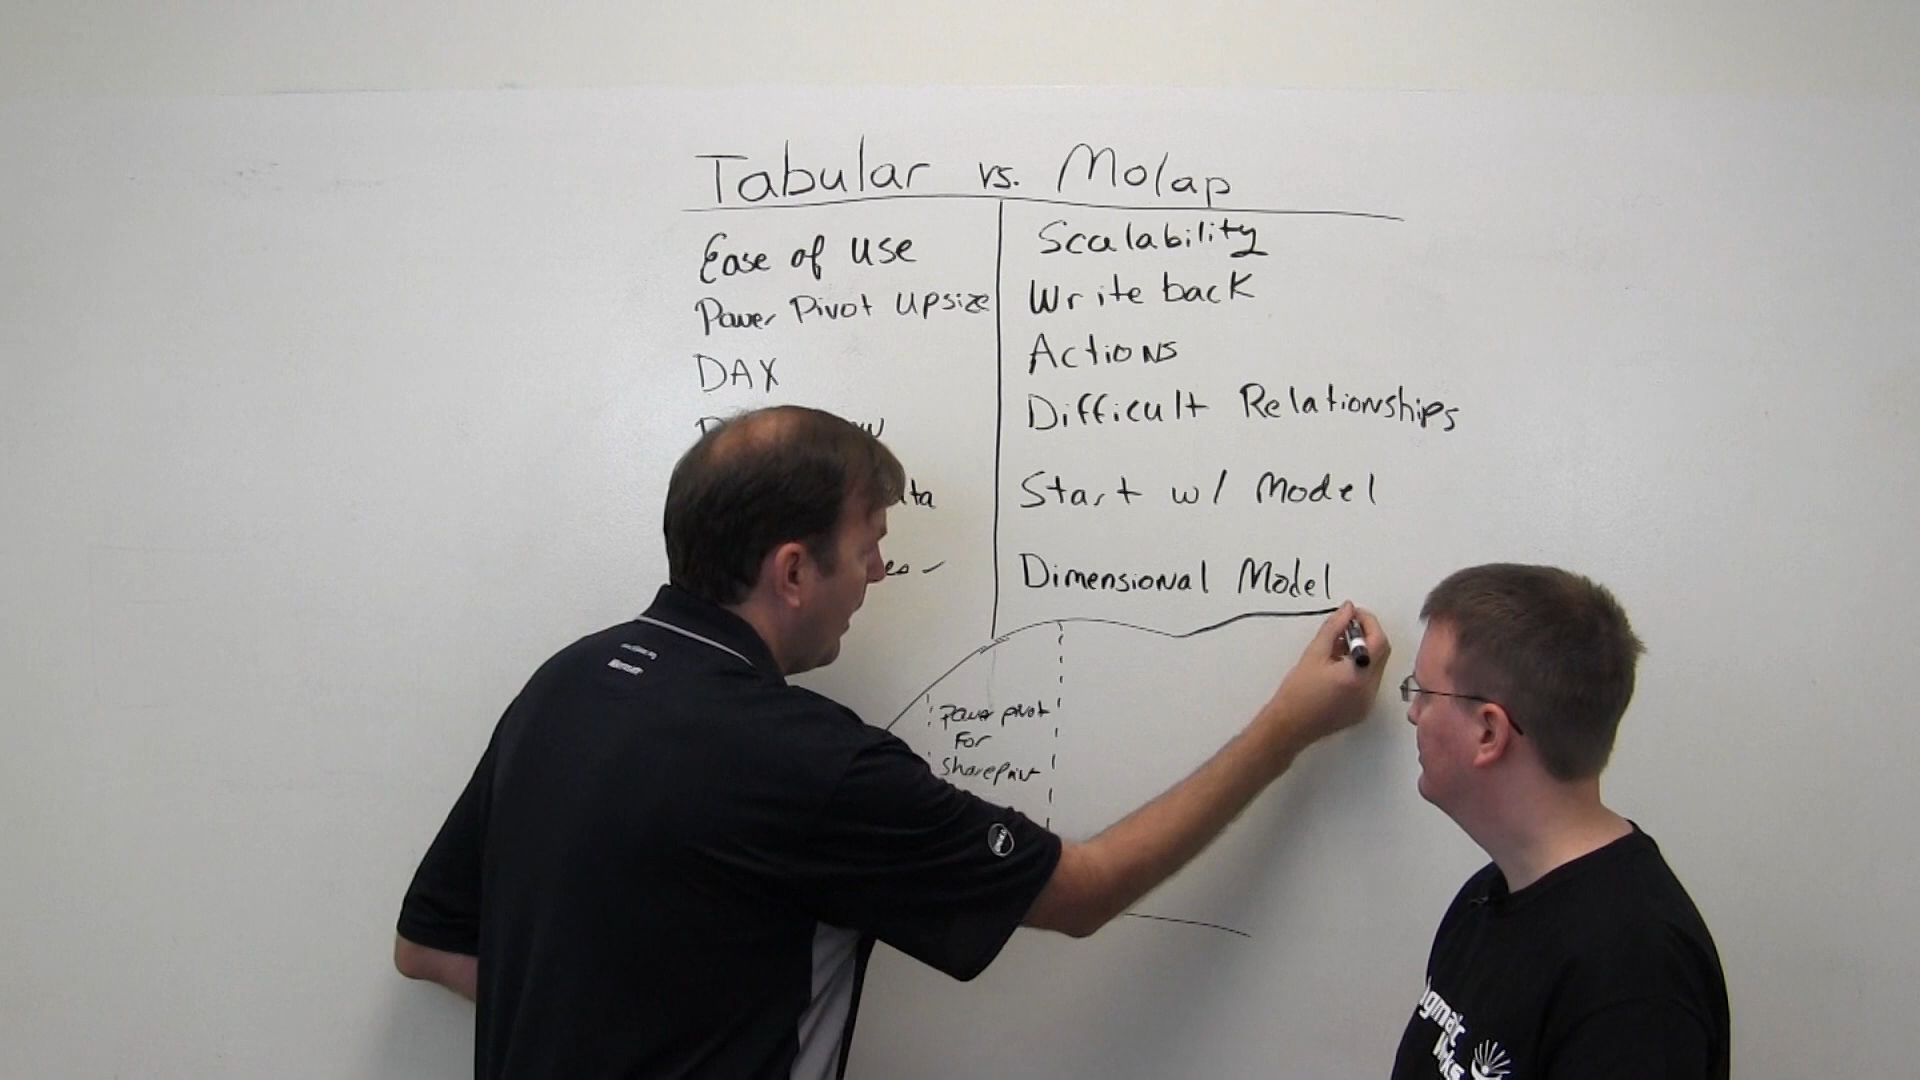 Tabular vs. Molap
Ease of use
Power Pivot Upsize
DAX
Scalability
Write back
Actions
Difficult Relationships
Start w/ Model
Dimensional Model
Power pivot
For
SharePoint
DELL